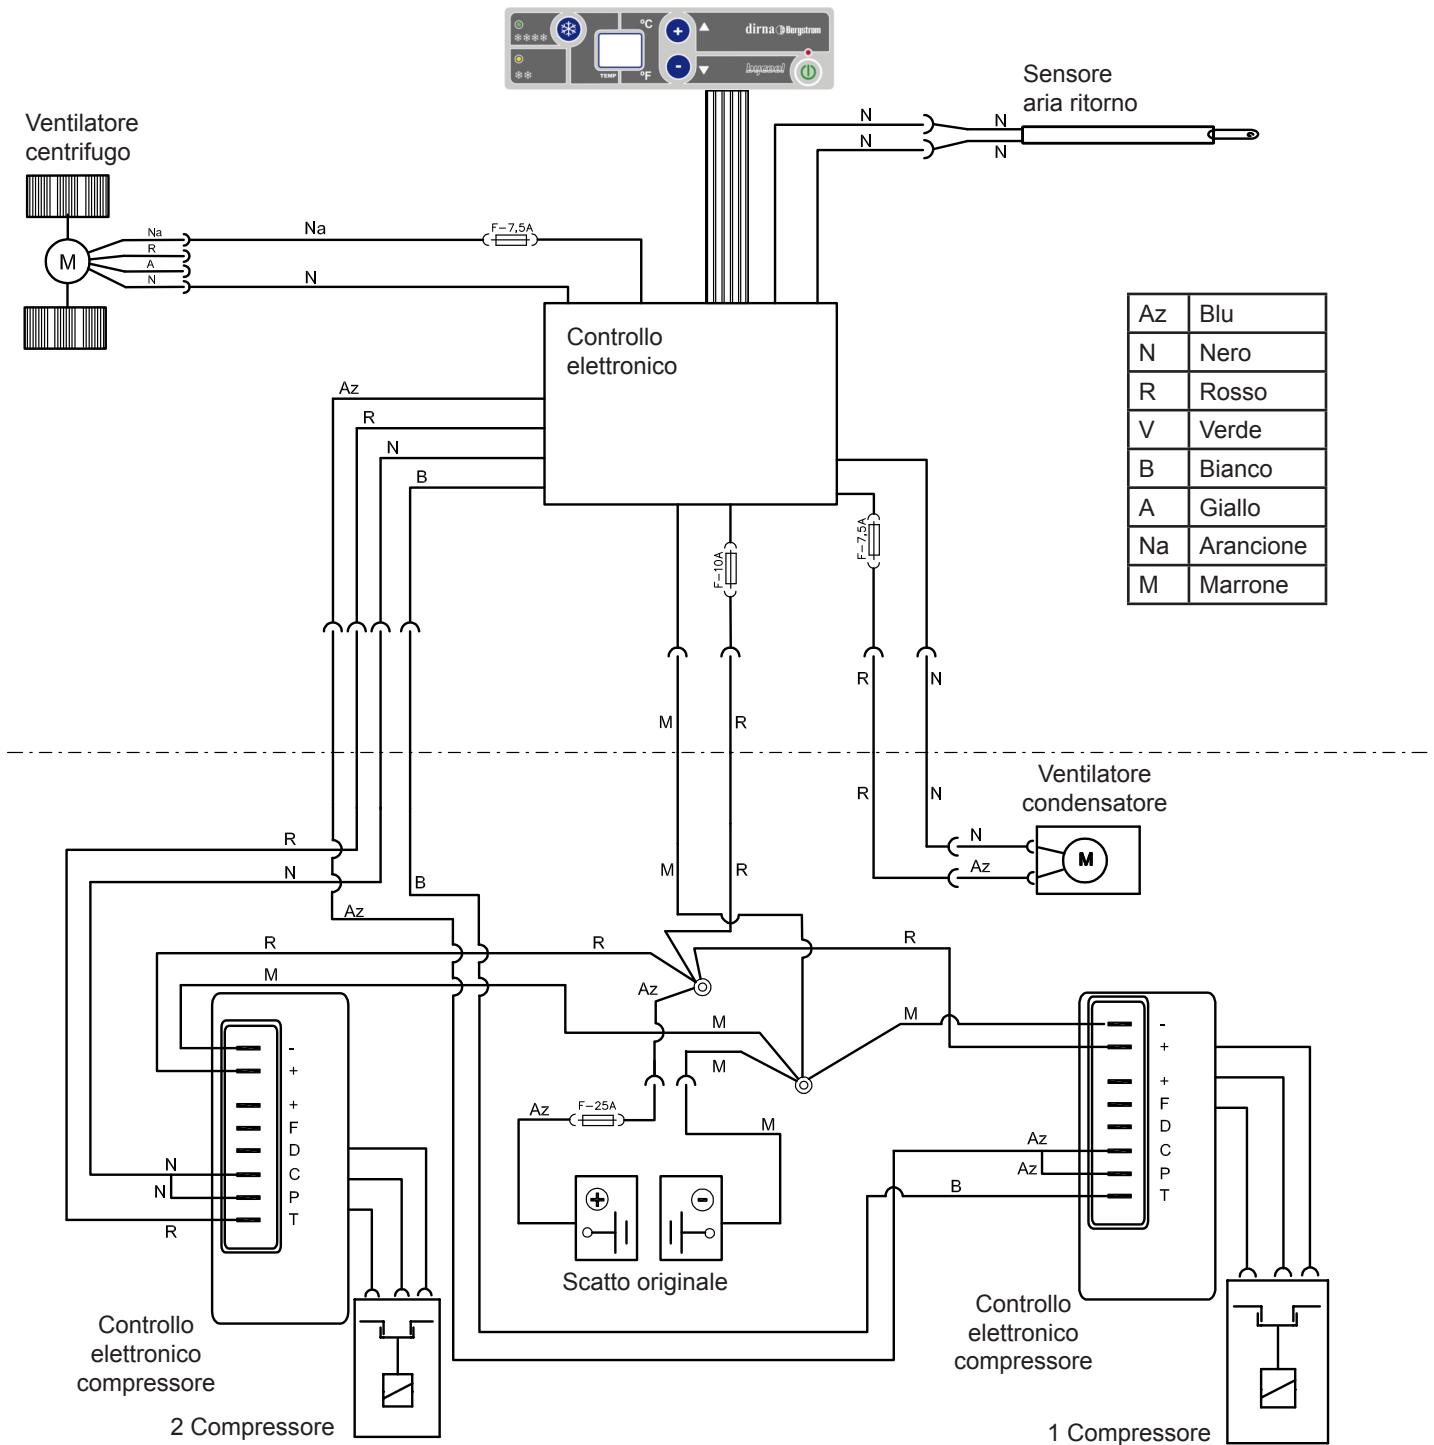 °C
+
dirna Bergstrom
TEMP
°F
-
bycool
Sensore
aria ritorno
N
N
N
N
Ventilatore
centrifugo
M
Na
R
A
N
Na
N
F-7,5A
Controllo
elettronico
Az Blu
N Nero
R Rosso
V Verde
B Bianco
A Giallo
Na Arancione
M Marrone
Az
R
N
B
F-10A
F-7,5A
R
N
M
R
Ventilatore
condensatore
R
N
N
Az
M
R
N
B
Az
M
R
R
M
R
R
Az
M
M
M
-
+
+
F
D
C
P
T
N
N
R
Az
F-25A
M
+
-
Scatto originale
-
+
+
F
D
C
P
T
Az
Az
B
Controllo
elettronico
compressore
2 Compressore
Controllo
elettronico
compressore
1 Compressore